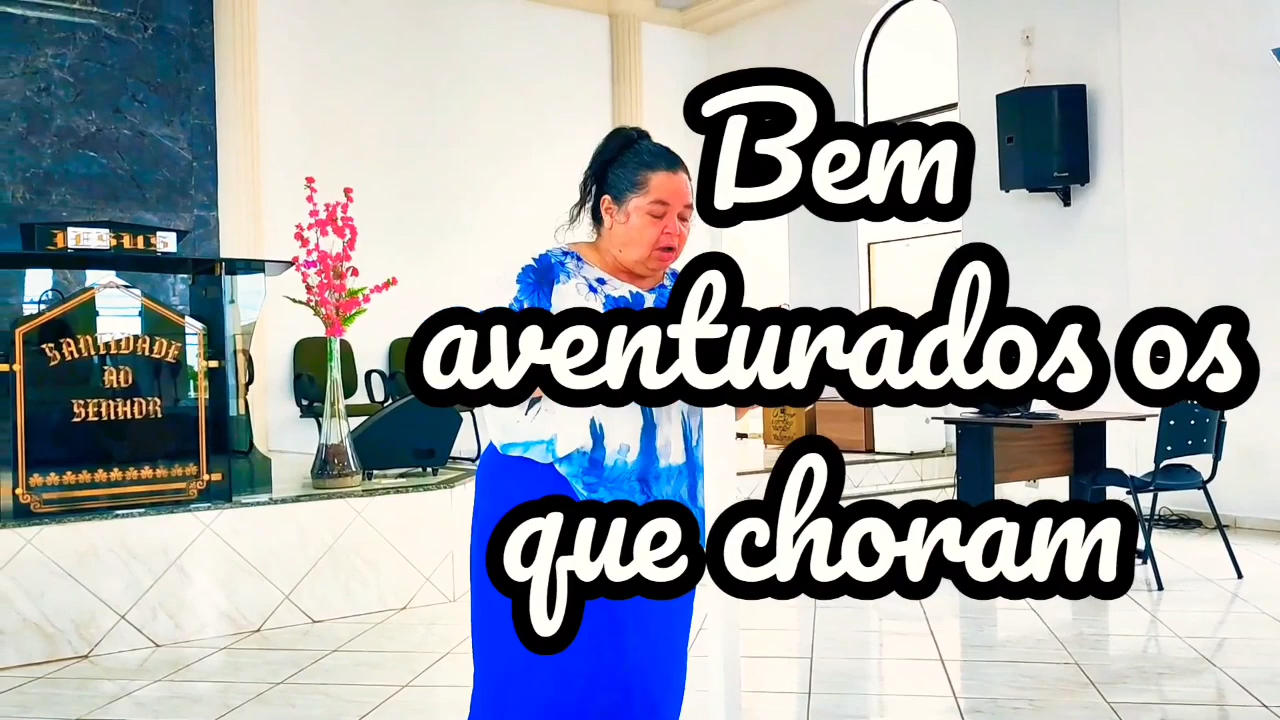 Bem
aventurados os
que choram
JESUS
SANTIDADE
AO
SENHOR